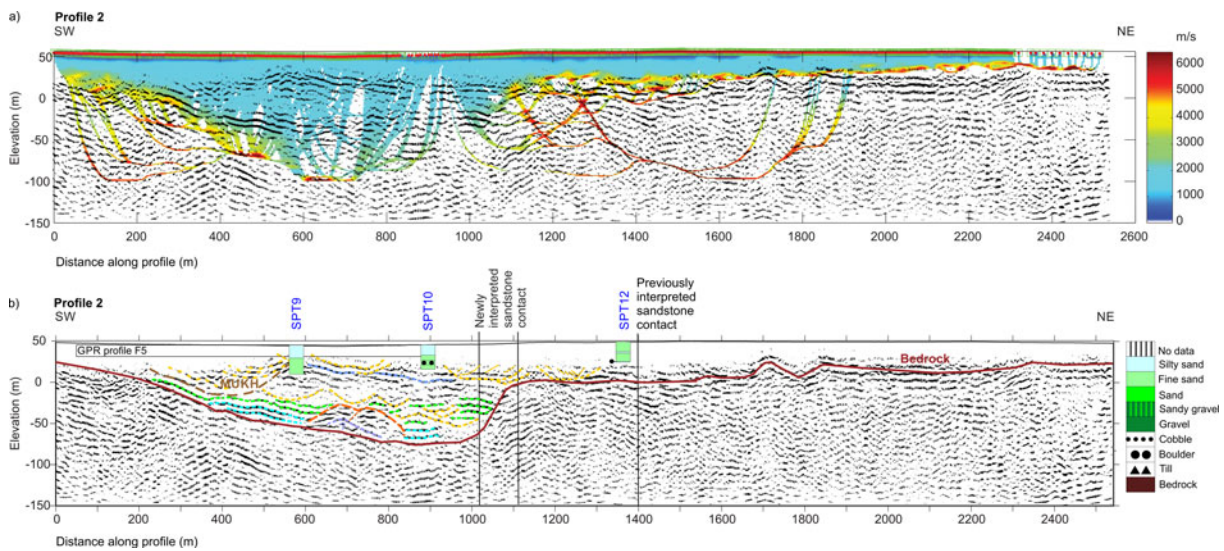 a) Profile 2
SW
NE
m/s
6000
5000
4000
3000
2000
1000
0
Elevation (m)
50
0
-50
-100
-150
0 200 400 600 800 1000 1200 1400 1600 1800 2000 2200 2400 2600
Distance along profile (m)
b) Profile 2
SW
NE
SPT9
SPT10
Newly
interpreted
sandstone
contact
SPT12
Previously
interpreted
sandstone
contact
GPR profile F5
MUKH
Bedrock
Elevation (m)
50
0
-50
-100
-150
0 200 400 600 800 1000 1200 1400 1600 1800 2000 2200 2400
Distance along profile (m)
No data
Silty sand
Fine sand
Sand
Sandy gravel
Gravel
Cobble
Boulder
Till
Bedrock